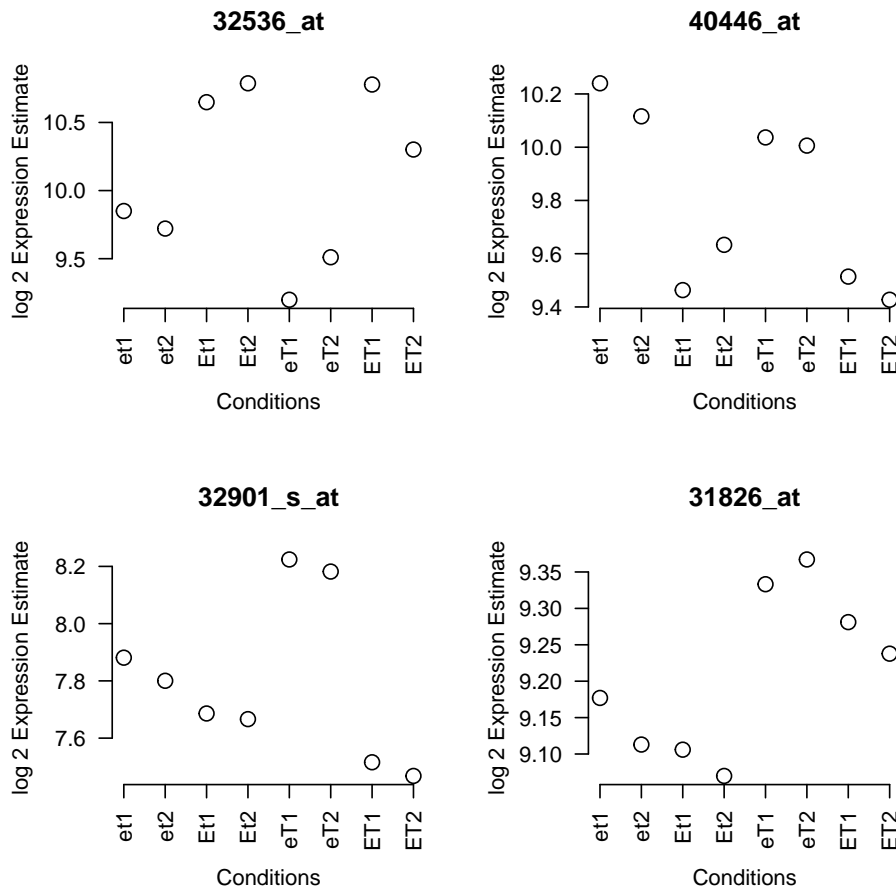 32536_at
log 2 Expression Estimate
10.5
10.0
9.5
et1
et2
Et1
Et2
eT1
eT2
ET1
ET2
Conditions
40446_at
log 2 Expression Estimate
10.2
10.0
9.8
9.6
9.4
et1
et2
Et1
Et2
eT1
eT2
ET1
ET2
Conditions
32901_s_at
log 2 Expression Estimate
8.2
8.0
7.8
7.6
et1
et2
Et1
Et2
eT1
eT2
ET1
ET2
Conditions
31826_at
log 2 Expression Estimate
9.35
9.30
9.25
9.20
9.15
9.10
et1
et2
Et1
Et2
eT1
eT2
ET1
ET2
Conditions